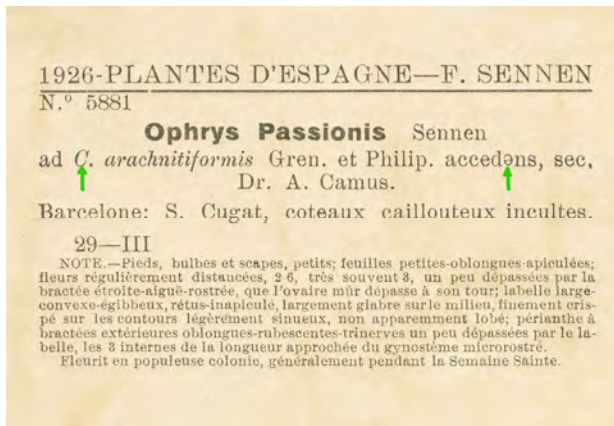 1926-PLANTES D'ESPAGNE—F. SENNEN
N.º 5881
Ophrys Passionis Sennen
ad C. arachnitiformis Gren. et Philip. accedəns, sec.
Dr. A. Camus.
Barcelone: S. Cugat, coteaux caillouteux incultes.
29—III
NOTE.—Pieds, bulbes et scapes, petits; feuilles petites-oblongues-apiculées;
fleurs régulièrement distancées, 2 6, très souvent 3, un peu dépassées par la
bractée étroite-aiguë-rostrée, que l'ovaire mûr dépasse à son tour; labelle large-
convexe-égibbeux, rétus-inapiculé, largement glabre sur le milieu, finement cris-
pé sur les contours légèrement sinueux, non apparemment lobé; périanthe à
bractées extérieures oblongues-rubescentes-trinerves un peu dépassées par le la-
belle, les 3 internes de la longueur approchée du gynostème microrostré.
Fleurit en populeuse colonie, généralement pendant la Semaine Sainte.